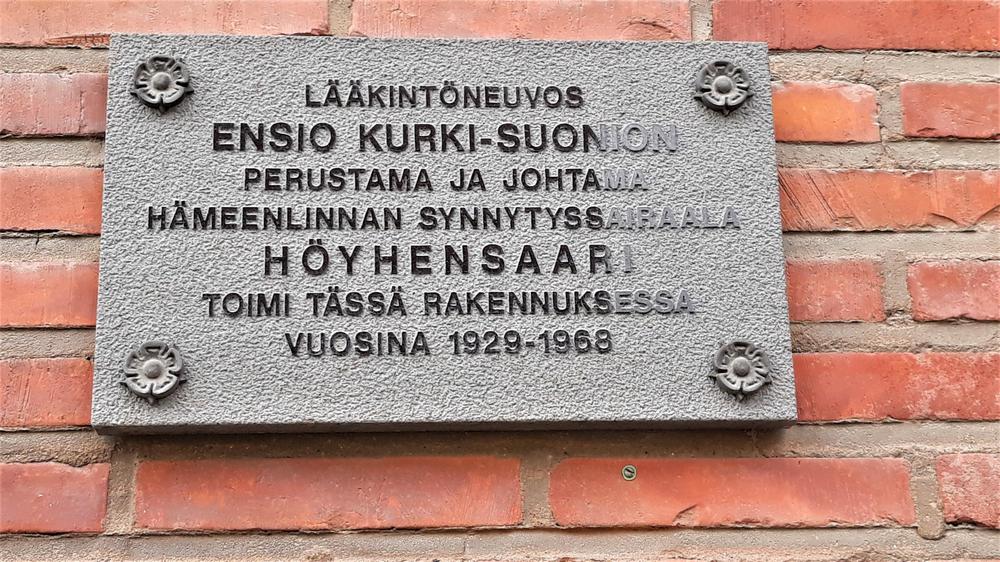 LÄÄKINTÖNEUVOS
ENSIO KURKI-SUONION
PERUSTAMA JA JOHTAMA
HÄMEENLINNAN SYNNYTYSSAIRAALA
HÖYHENSAARI
TOIMI TÄSSÄ RAKENNUKSESSA
VUOSINA 1929-1968